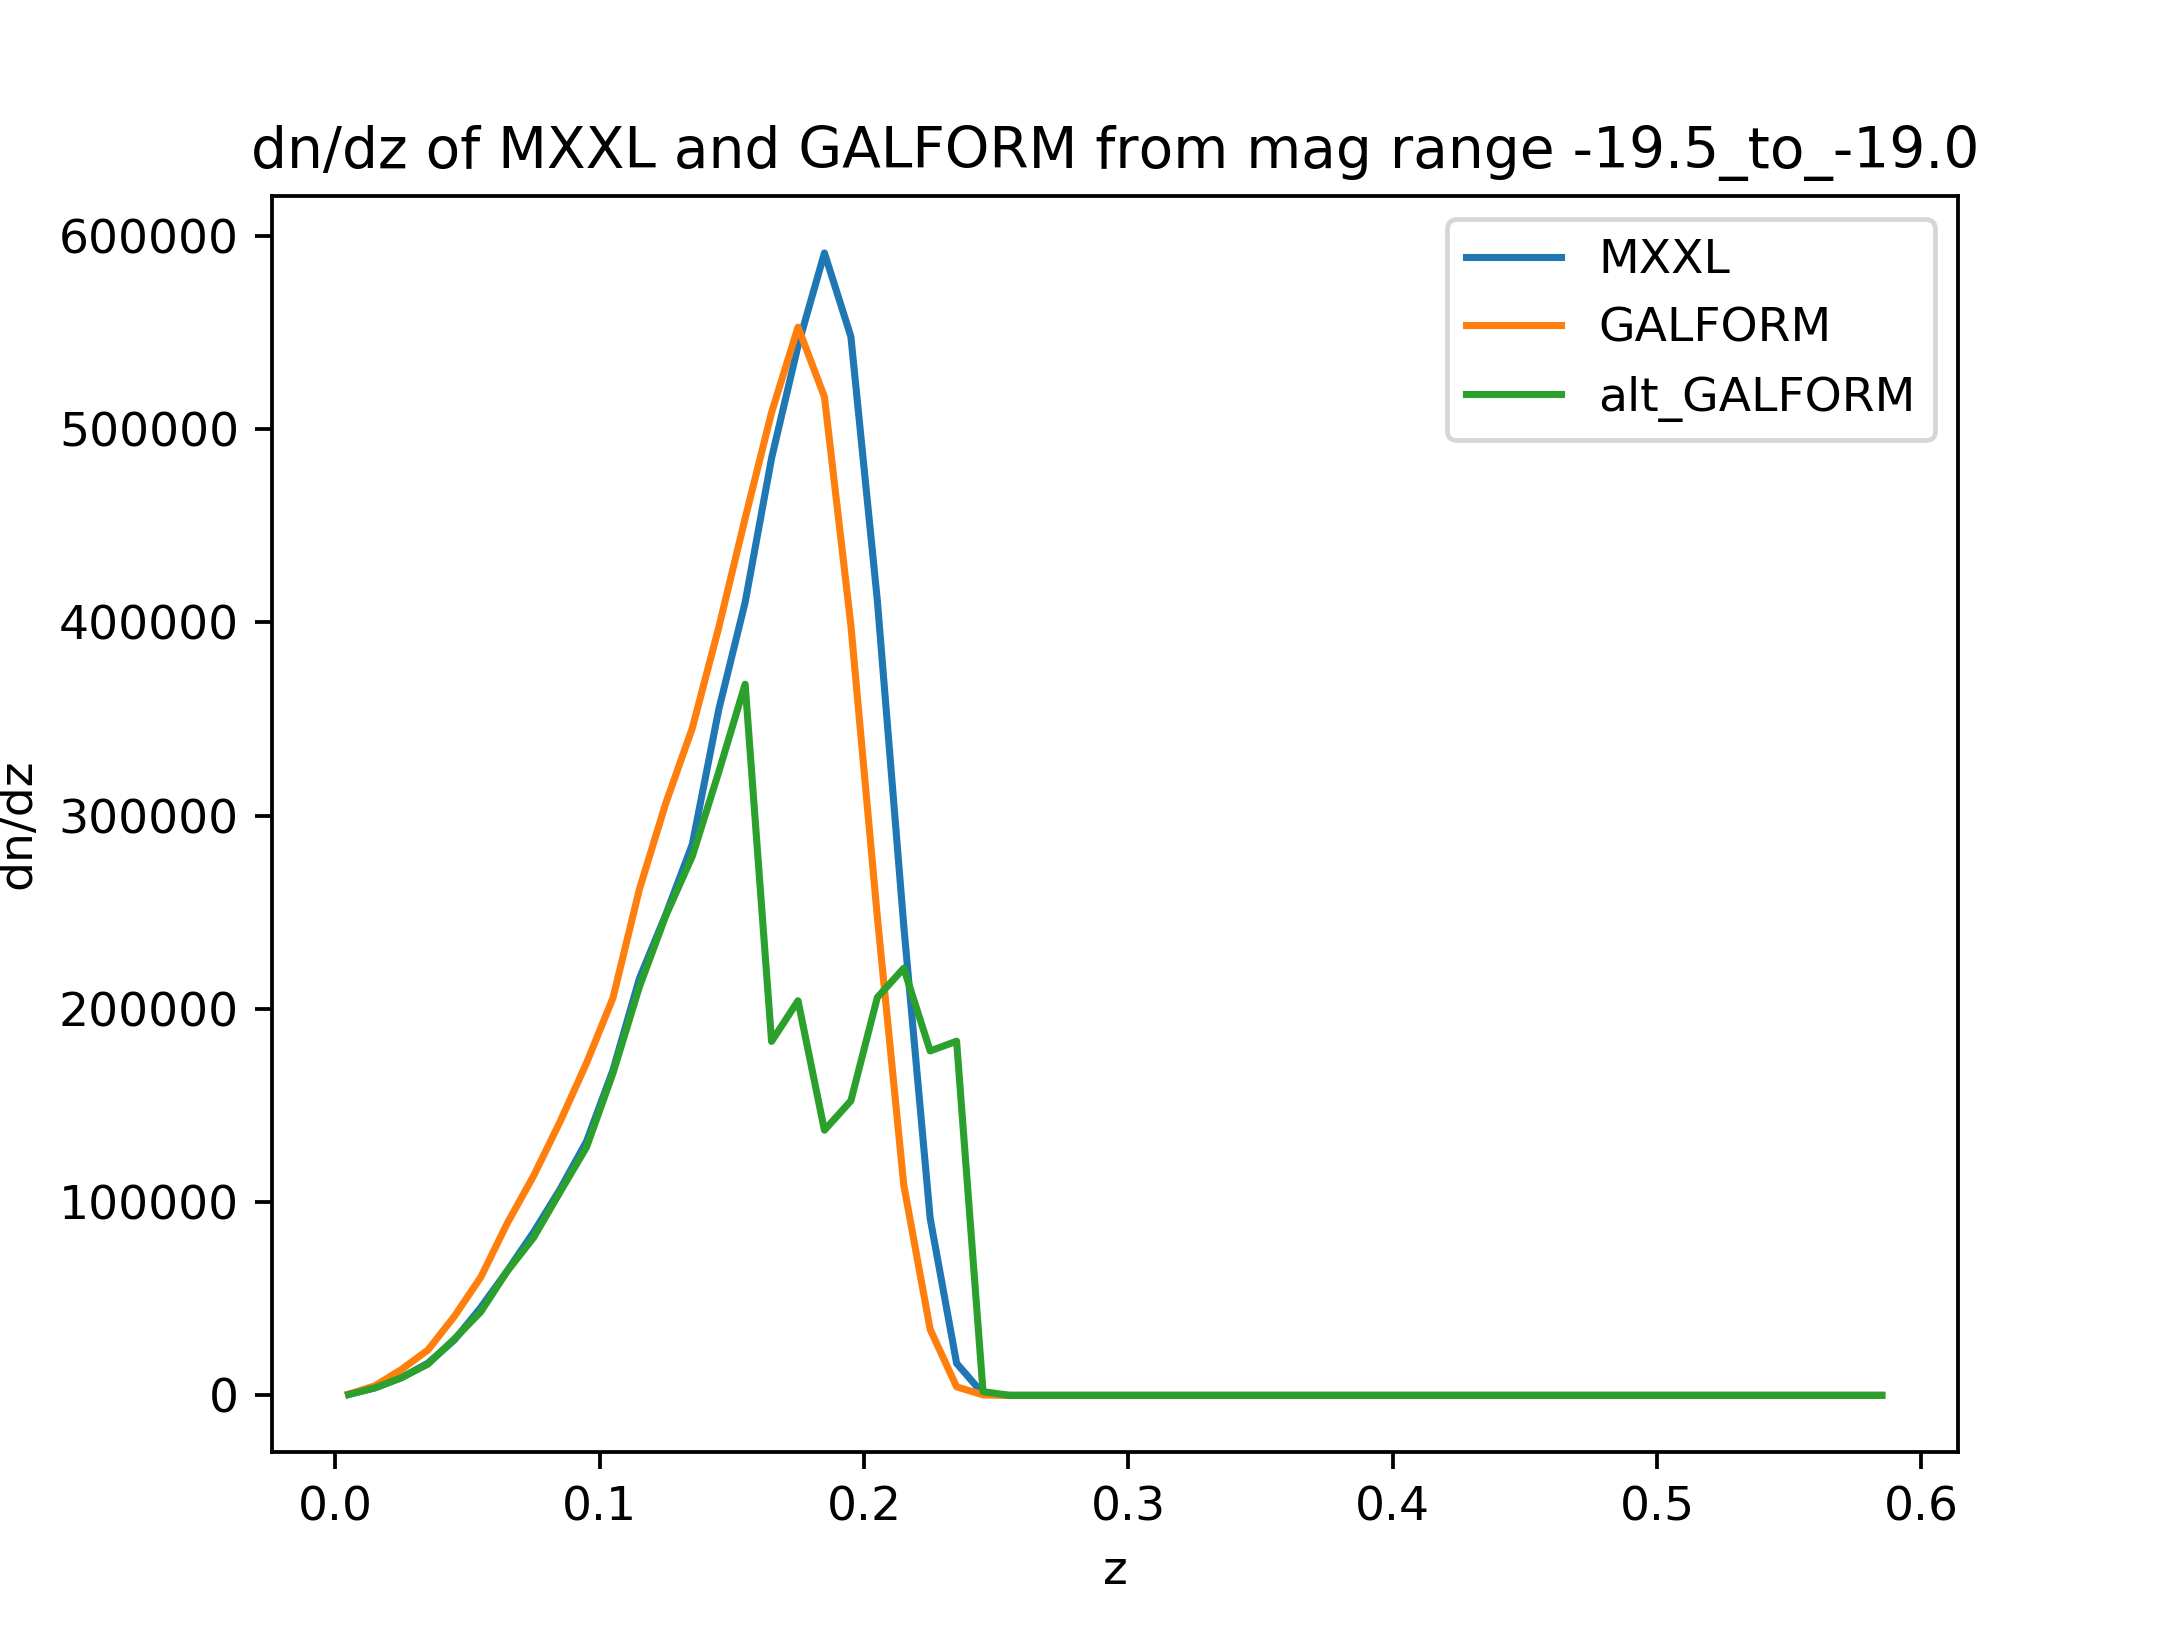 dn/dz of MXXL and GALFORM from mag range -19.5_to_-19.0
MXXL
GALFORM
alt_GALFORM
600000
500000
400000
300000
200000
100000
0
dn/dz
0.0 0.1 0.2 0.3 0.4 0.5 0.6
z